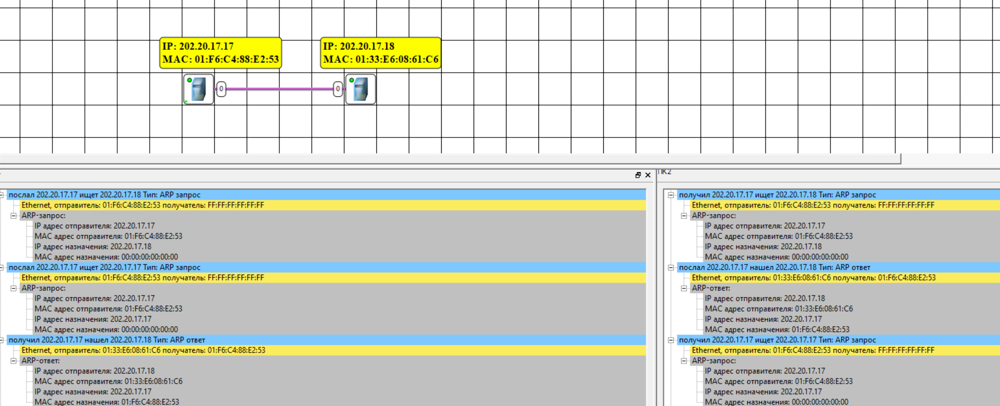 IP: 202.20.17.17
MAC: 01:F6:C4:88:E2:53
IP: 202.20.17.18
MAC: 01:33:E6:08:61:C6
0
0
послал 202.20.17.17 ищет 202.20.17.18 Тип: ARP запрос
Ethernet, отправитель: 01:F6:C4:88:E2:53 получатель: FF:FF:FF:FF:FF:FF
ARP-запрос:
IP адрес отправителя: 202.20.17.17
MAC адрес отправителя: 01:F6:C4:88:E2:53
IP адрес назначения: 202.20.17.18
MAC адрес назначения: 00:00:00:00:00:00
послал 202.20.17.17 ищет 202.20.17.17 Тип: ARP запрос
Ethernet, отправитель: 01:F6:C4:88:E2:53 получатель: FF:FF:FF:FF:FF:FF
ARP-запрос:
IP адрес отправителя: 202.20.17.17
MAC адрес отправителя: 01:F6:C4:88:E2:53
IP адрес назначения: 202.20.17.17
MAC адрес назначения: 00:00:00:00:00:00
получил 202.20.17.17 нашел 202.20.17.18 Тип: ARP ответ
Ethernet, отправитель: 01:33:E6:08:61:C6 получатель: 01:F6:C4:88:E2:53
ARP-ответ:
IP адрес отправителя: 202.20.17.18
MAC адрес отправителя: 01:33:E6:08:61:C6
IP адрес назначения: 202.20.17.17
MAC адрес назначения: 01:F6:C4:88:E2:53
ПК2
получил 202.20.17.17 ищет 202.20.17.18 Тип: ARP запрос
Ethernet, отправитель: 01:F6:C4:88:E2:53 получатель: FF:FF:FF:FF:FF:FF
ARP-запрос:
IP адрес отправителя: 202.20.17.17
MAC адрес отправителя: 01:F6:C4:88:E2:53
IP адрес назначения: 202.20.17.18
MAC адрес назначения: 00:00:00:00:00:00
послал 202.20.17.17 нашел 202.20.17.18 Тип: ARP ответ
Ethernet, отправитель: 01:33:E6:08:61:C6 получатель: 01:F6:C4:88:E2:53
ARP-ответ:
IP адрес отправителя: 202.20.17.18
MAC адрес отправителя: 01:33:E6:08:61:C6
IP адрес назначения: 202.20.17.17
MAC адрес назначения: 01:F6:C4:88:E2:53
получил 202.20.17.17 ищет 202.20.17.17 Тип: ARP запрос
Ethernet, отправитель: 01:F6:C4:88:E2:53 получатель: FF:FF:FF:FF:FF:FF
ARP-запрос:
IP адрес отправителя: 202.20.17.17
MAC адрес отправителя: 01:F6:C4:88:E2:53
IP адрес назначения: 202.20.17.17
MAC адрес назначения: 00:00:00:00:00:00